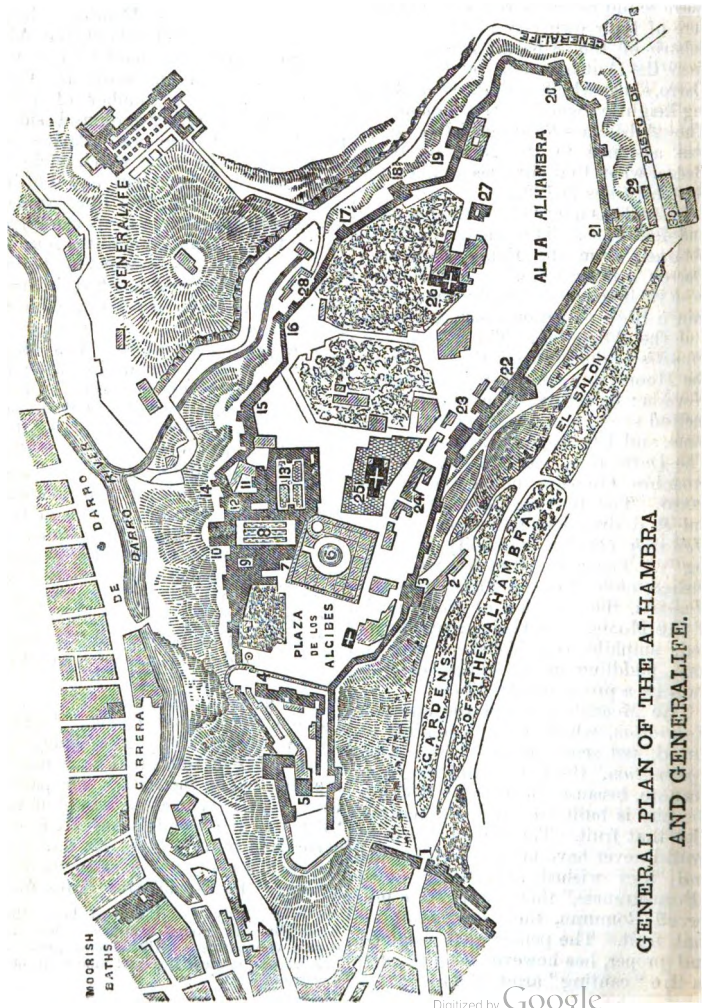 MOORISH
BATHS
CARRERA
DE DARRO
DARRO
RIVER
GENERALIFE
PASEO DE
GENERALIFE
ALTA ALHAMBRA
PLAZA
DE LOS
ALCIBES
EL SALON
GARDENS
OF THE ALHAMBRA
1
2
3
4
5
6
7
8
9
10
11
12
13
14
15
16
17
18
19
20
21
22
23
24
25
26
27
28
29
30
GENERAL PLAN OF THE ALHAMBRA
AND GENERALIFE.
Digitized by Google